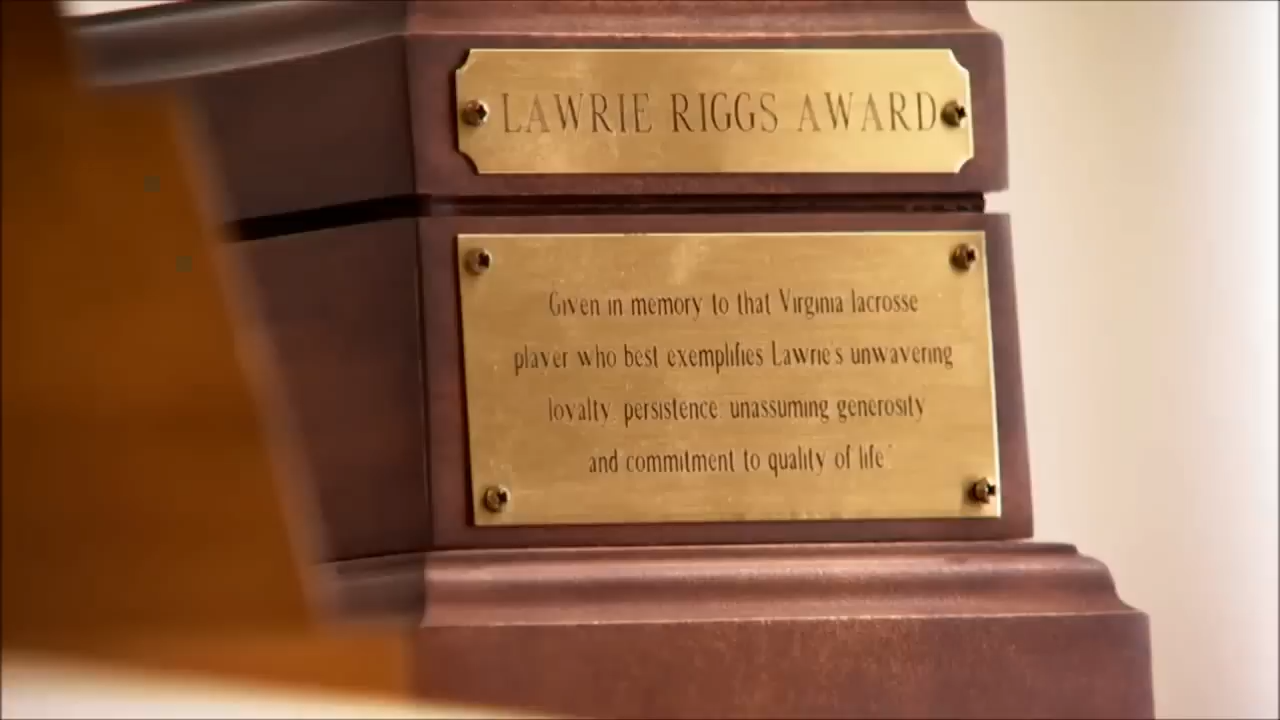 LAWRIE RIGGS AWARD
Given in memory to that Virginia lacrosse
player who best exemplifies Lawrie's unwavering
loyalty, persistence, unassuming generosity
and commitment to quality of life"